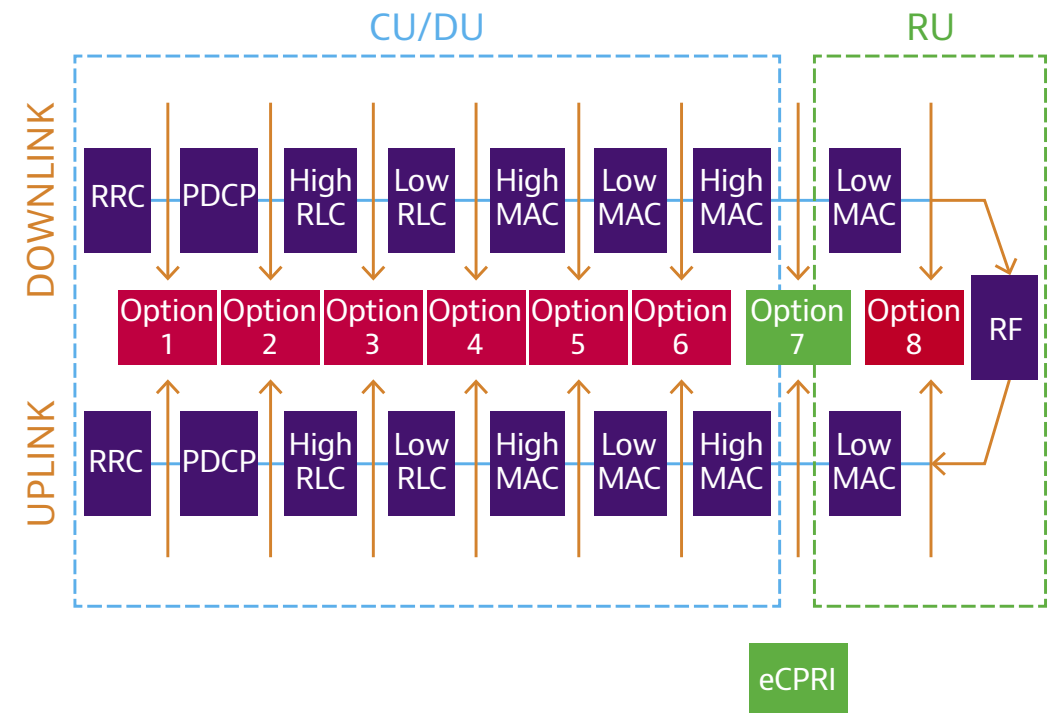 CU/DU
RU
DOWNLINK
RRC
PDCP
High
RLC
Low
RLC
High
MAC
Low
MAC
High
MAC
Low
MAC
Option
1
Option
2
Option
3
Option
4
Option
5
Option
6
Option
7
Option
8
RF
UPLINK
RRC
PDCP
High
RLC
Low
RLC
High
MAC
Low
MAC
High
MAC
Low
MAC
eCPRI